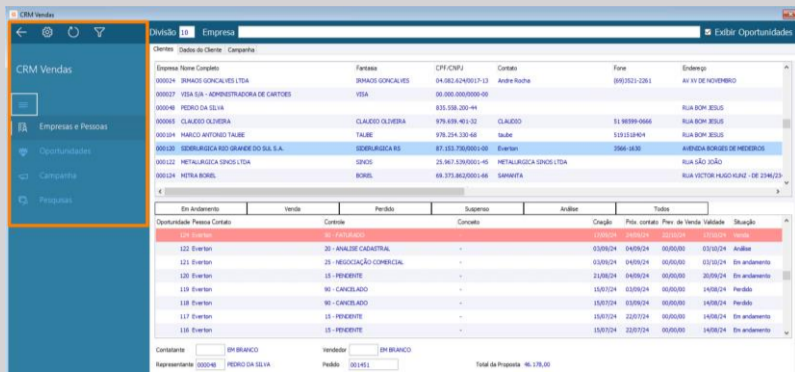 CRM Vendas
Divisão 10 Empresa Exibir Oportunidades
Clientes Dados do Cliente Campanha
CRM Vendas
Empresas e Pessoas
Oportunidades
Campanha
Pesquisas
Empresa Nome Completo Fantasia CPF/CNPJ Contato Fone Endereço
000024 IRMAOS GONCALVES LTDA IRMAOS GONCALVES 04.082.624/0017-13 Andre Rocha (69)3521-2261 AV XV DE NOVEMBRO
000027 VISA S/A - ADMINISTRADORA DE CARTOES VISA 00.000.000/0000-00
000048 PEDRO DA SILVA 835.558.200-44 RUA BOM JESUS
000065 CLAUDIO OLIVEIRA CLAUDIO OLIVEIRA 979.659.401-32 CLAUDIO 51 98599-0666 RUA BOM JESUS
000104 MARCO ANTONIO TAUBE TAUBE 978.254.330-68 taube 5191518404 RUA BOM JESUS
000120 SIDERURGICA RIO GRANDE DO SUL S.A. SIDERURGICA RS 87.153.730/0001-00 Everton 3566-1630 AVENIDA BORGES DE MEDEIROS
000122 METALURGICA SINOS LTDA SINOS 25.967.539/0001-45 METALURGICA SINOS LTDA RUA SÃO JOÃO
000124 MITRA BOREL BOREL 69.373.862/0001-66 SAMANTA RUA VICTOR HUGO KUNZ - DE 2346/23
Em Andamento Venda Perdido Suspenso Análise Todos
Oportunidade Pessoa Contato Controle Conceito Criação Próx. contato Prev. de Venda Validade Situação
124 Everton 30 - FATURADO - Venda
122 Everton 20 - ANALISE CADASTRAL - 03/09/24 04/09/24 00/00/00 03/10/24 Análise
121 Everton 25 - NEGOCIAÇÃO COMERCIAL - 03/09/24 04/09/24 00/00/00 03/10/24 Em andamento
120 Everton 15 - PENDENTE - 21/08/24 04/09/24 00/00/00 20/09/24 Em andamento
119 Everton 90 - CANCELADO - 15/07/24 03/09/24 00/00/00 14/08/24 Perdido
118 Everton 90 - CANCELADO - 15/07/24 03/09/24 00/00/00 14/08/24 Perdido
117 Everton 15 - PENDENTE - 15/07/24 22/07/24 00/00/00 14/08/24 Em andamento
116 Everton 15 - PENDENTE - 15/07/24 22/07/24 00/00/00 14/08/24 Em andamento
Contatante EM BRANCO Vendedor EM BRANCO
Representante 000048 PEDRO DA SILVA Pedido 001451 Total da Proposta 46.178,00